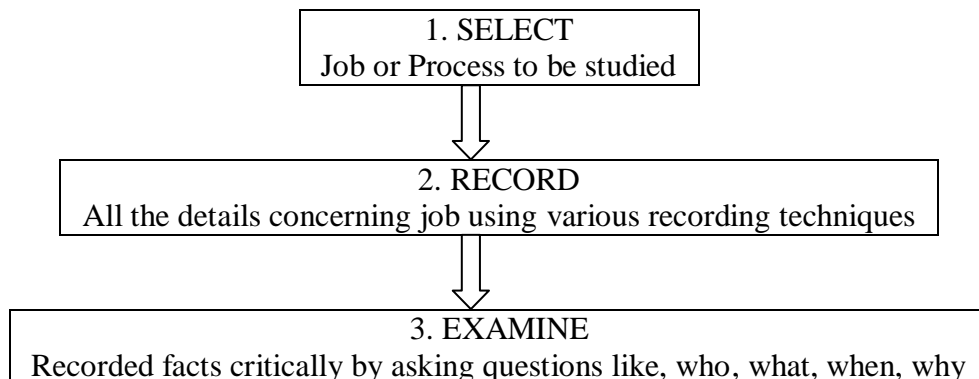 1. SELECT
Job or Process to be studied
2. RECORD
All the details concerning job using various recording techniques
3. EXAMINE
Recorded facts critically by asking questions like, who, what, when, why